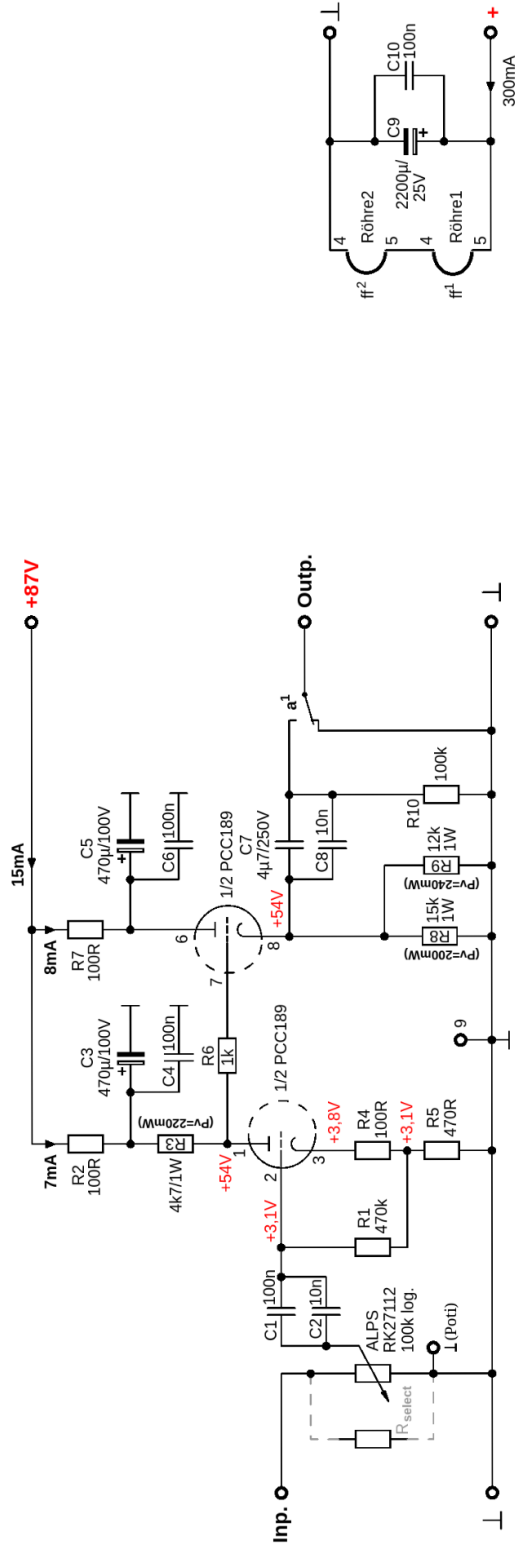 +87V
15mA
7mA
8mA
R2
100R
R7
100R
C3
470µ/100V
+
C4
100n
C5
470µ/100V
+
C6
100n
R3
(Pv=220mW)
4k7/1W
+54V
R6
1k
1/2 PCC189
6
7
8
+54V
1/2 PCC189
1
2
3
+3,1V
+3,8V
R4
100R
+3,1V
R5
470R
R1
470k
C1
100n
C2
10n
Inp.
ALPS
RK27112
100k log.
Rselect
⊥(Poti)
⊥
9
⊥
C7
4µ7/250V
C8
10n
a1
Outp.
R10
100k
R8
15k
1W
(Pv=200mW)
R9
12k
1W
(Pv=240mW)
⊥
⊥
C10
100n
C9
+
2200µ/
25V
Röhre2
4
5
ff2
Röhre1
4
5
ff1
+
300mA